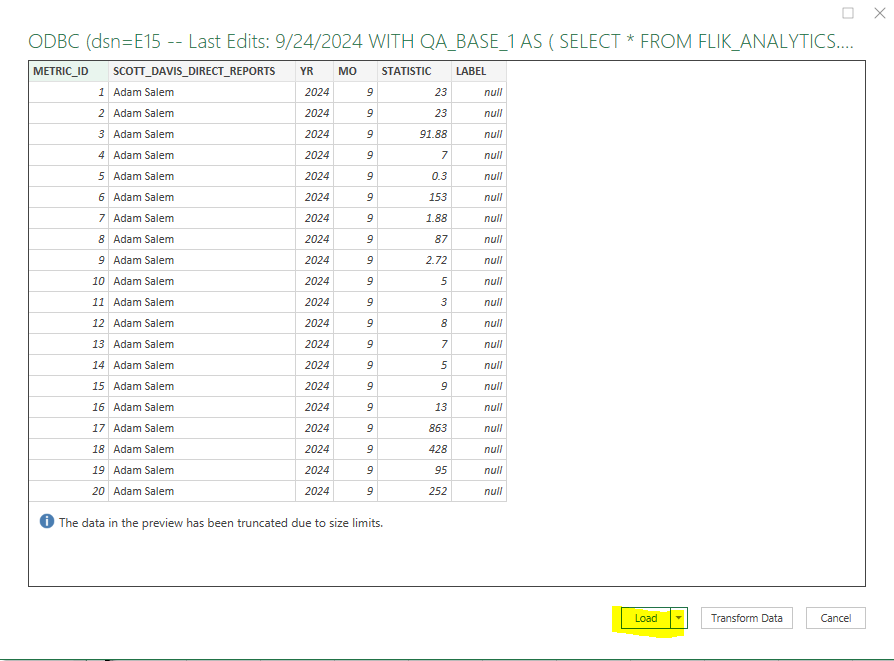 ODBC (dsn=E15 -- Last Edits: 9/24/2024 WITH QA_BASE_1 AS ( SELECT * FROM FLIK_ANALYTICS....
METRIC_ID SCOTT_DAVIS_DIRECT_REPORTS YR MO STATISTIC LABEL
1 Adam Salem 2024 9 23 null
2 Adam Salem 2024 9 23 null
3 Adam Salem 2024 9 91.88 null
4 Adam Salem 2024 9 7 null
5 Adam Salem 2024 9 0.3 null
6 Adam Salem 2024 9 153 null
7 Adam Salem 2024 9 1.88 null
8 Adam Salem 2024 9 87 null
9 Adam Salem 2024 9 2.72 null
10 Adam Salem 2024 9 5 null
11 Adam Salem 2024 9 3 null
12 Adam Salem 2024 9 8 null
13 Adam Salem 2024 9 7 null
14 Adam Salem 2024 9 5 null
15 Adam Salem 2024 9 9 null
16 Adam Salem 2024 9 13 null
17 Adam Salem 2024 9 863 null
18 Adam Salem 2024 9 428 null
19 Adam Salem 2024 9 95 null
20 Adam Salem 2024 9 252 null
The data in the preview has been truncated due to size limits.
Load Transform Data Cancel